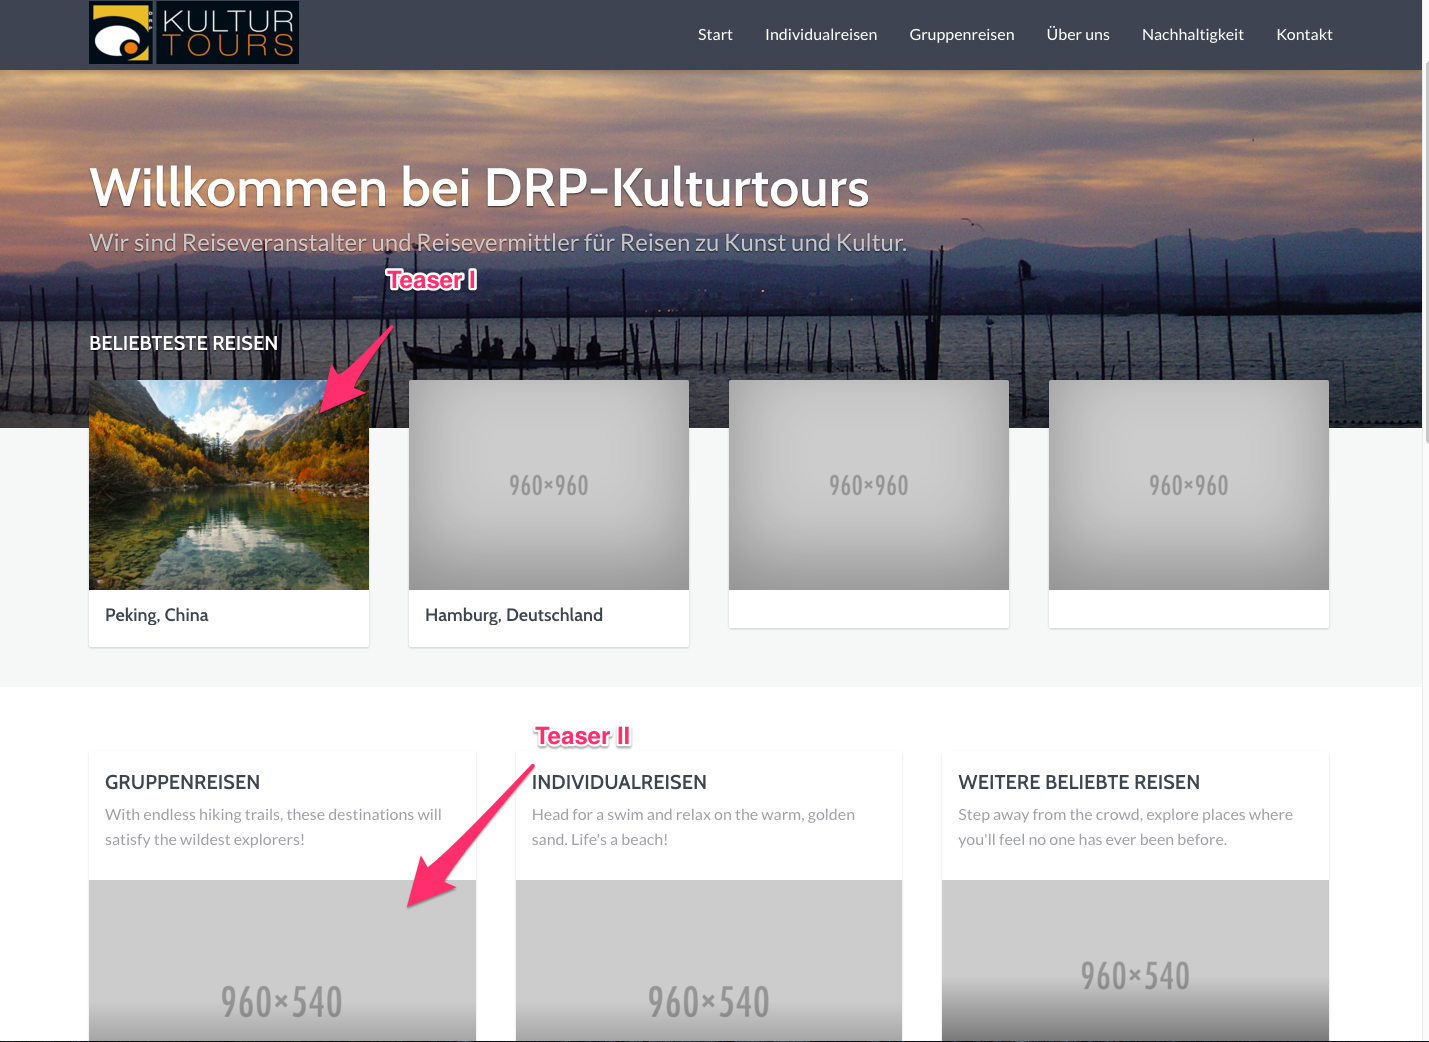 KULTUR
TOURS
Start Individualreisen Gruppenreisen Über uns Nachhaltigkeit Kontakt
Willkommen bei DRP-Kulturtours
Wir sind Reiseveranstalter und Reisevermittler für Reisen zu Kunst und Kultur.
Teaser I
BELIEBTESTE REISEN
960×960
960×960
960×960
Peking, China
Hamburg, Deutschland
Teaser II
GRUPPENREISEN
With endless hiking trails, these destinations will
satisfy the wildest explorers!
INDIVIDUALREISEN
Head for a swim and relax on the warm, golden
sand. Life's a beach!
WEITERE BELIEBTE REISEN
Step away from the crowd, explore places where
you'll feel no one has ever been before.
960×540
960×540
960×540